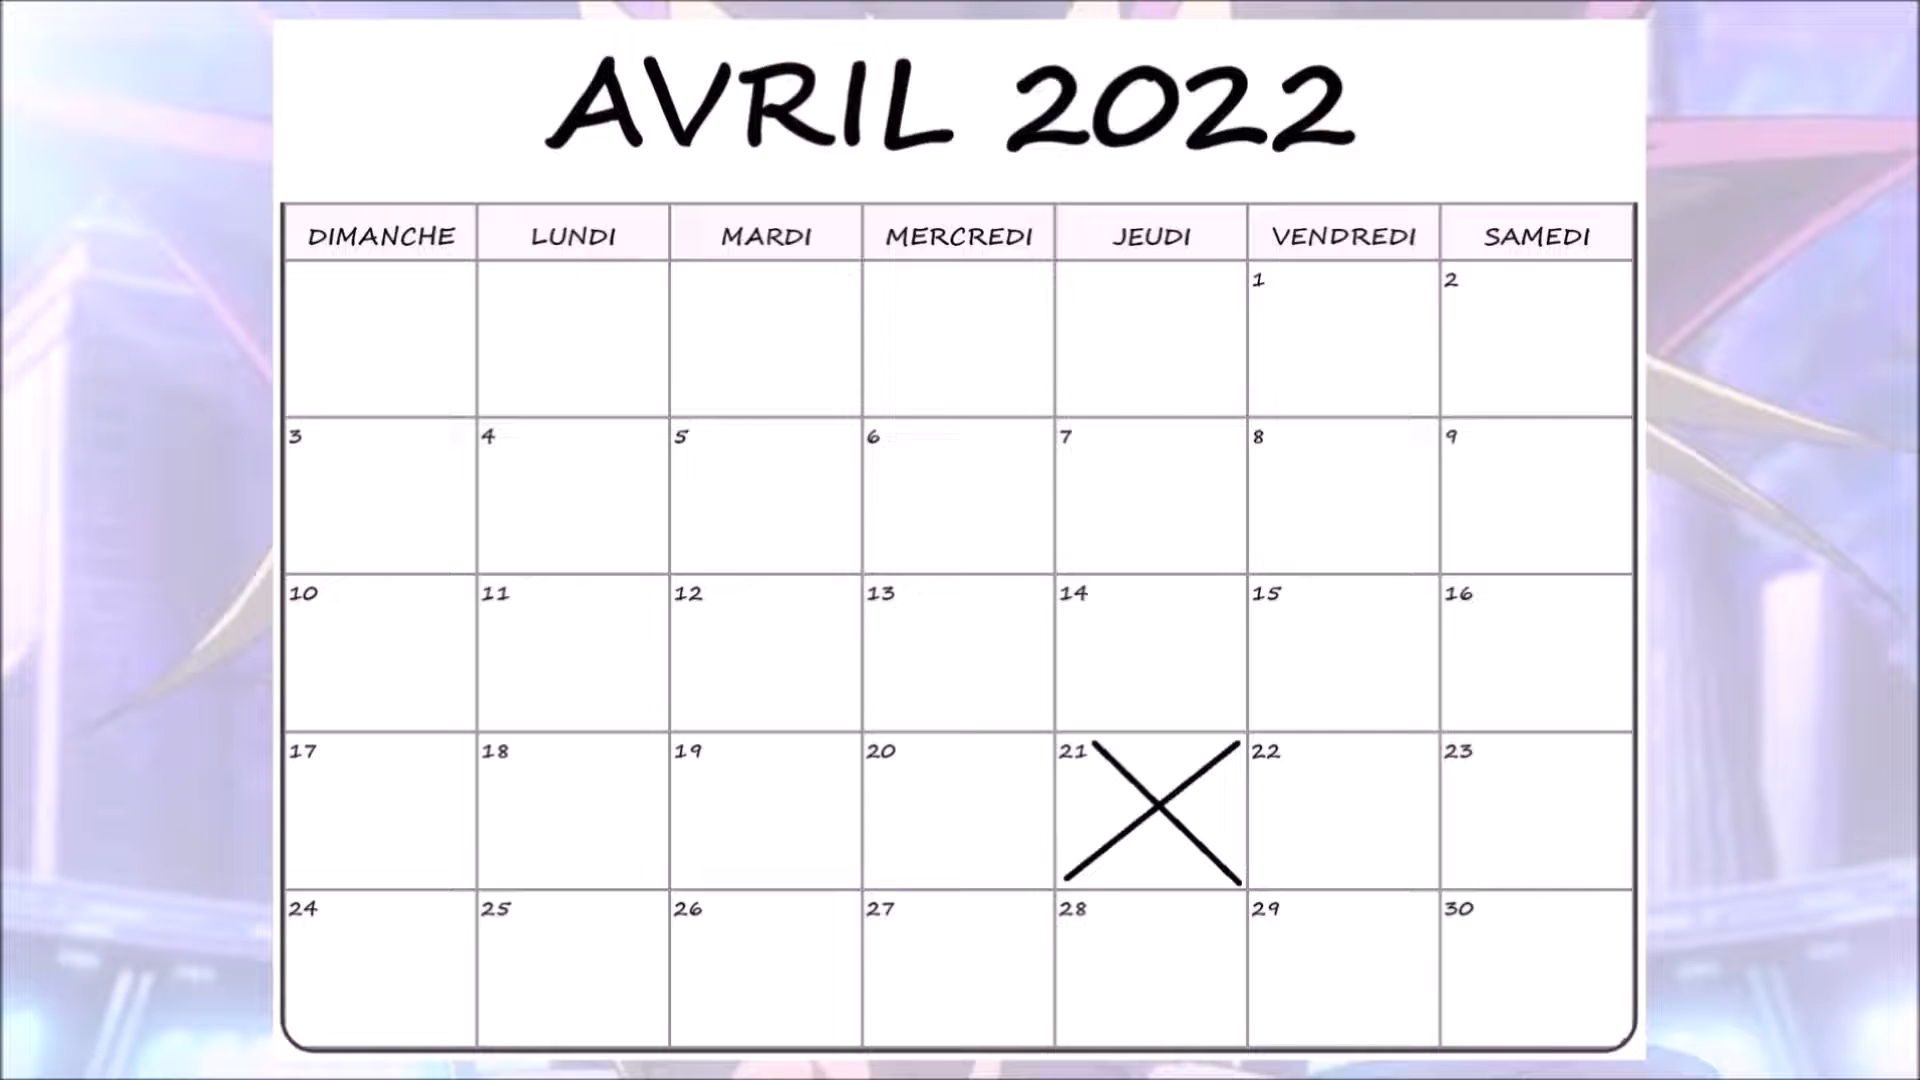 AVRIL 2022
DIMANCHE LUNDI MARDI MERCREDI JEUDI VENDREDI SAMEDI
1 2
3 4 5 6 7 8 9
10 11 12 13 14 15 16
17 18 19 20 21 22 23
24 25 26 27 28 29 30